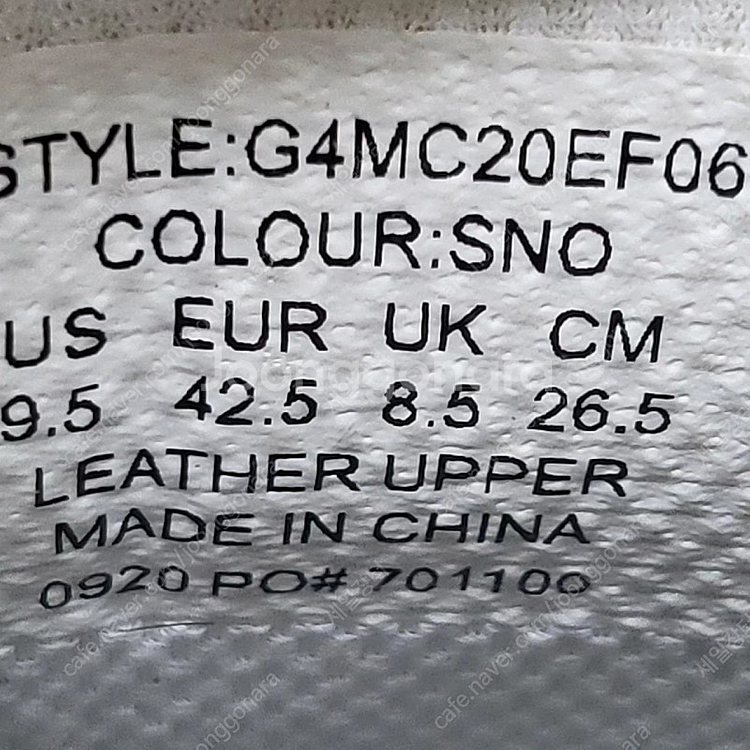 STYLE:G4MC20EF06
COLOUR:SNO
US EUR UK CM
9.5 42.5 8.5 26.5
LEATHER UPPER
MADE IN CHINA
0920 PO# 701100
joonggonara